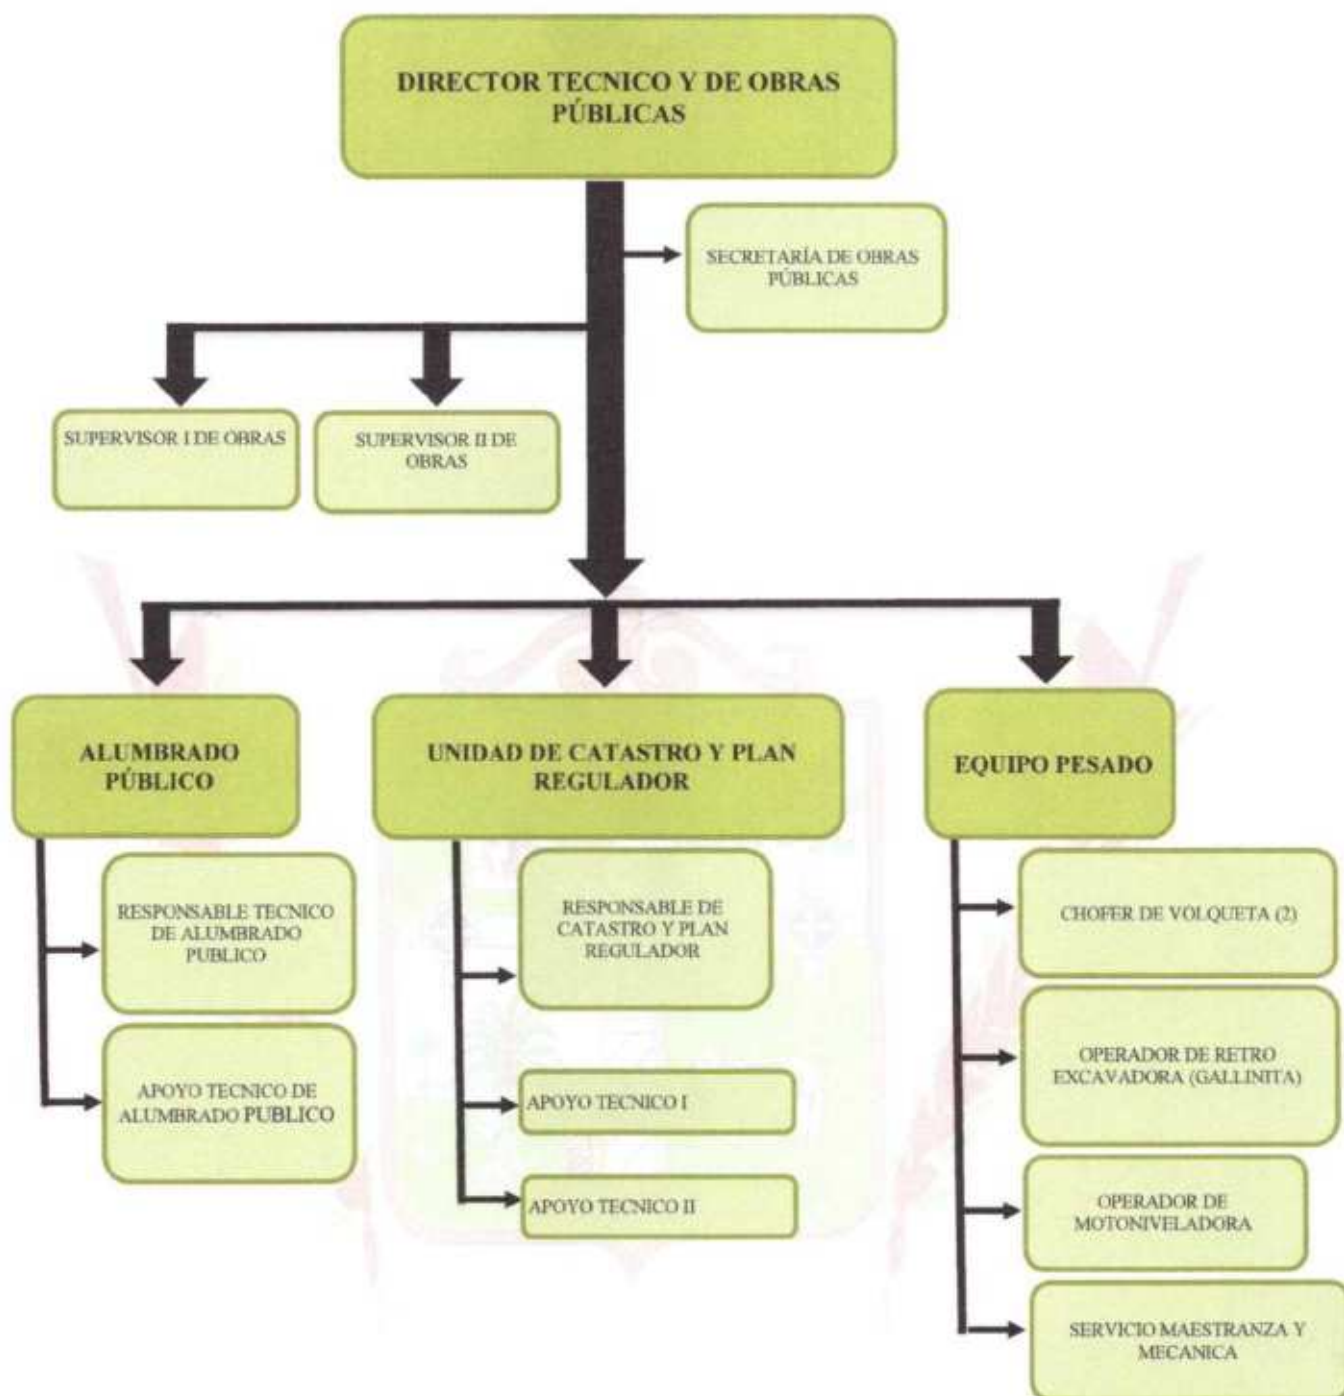 DIRECTOR TECNICO Y DE OBRAS
PÚBLICAS
SECRETARÍA DE OBRAS
PÚBLICAS
SUPERVISOR I DE OBRAS
SUPERVISOR II DE
OBRAS
ALUMBRADO
PÚBLICO
UNIDAD DE CATASTRO Y PLAN
REGULADOR
EQUIPO PESADO
RESPONSABLE TECNICO
DE ALUMBRADO
PUBLICO
APOYO TECNICO DE
ALUMBRADO PUBLICO
RESPONSABLE DE
CATASTRO Y PLAN
REGULADOR
APOYO TECNICO I
APOYO TECNICO II
CHOFER DE VOLQUETA (2)
OPERADOR DE RETRO
EXCAVADORA (GALLINITA)
OPERADOR DE
MOTONIVELADORA
SERVICIO MAESTRANZA Y
MECANICA